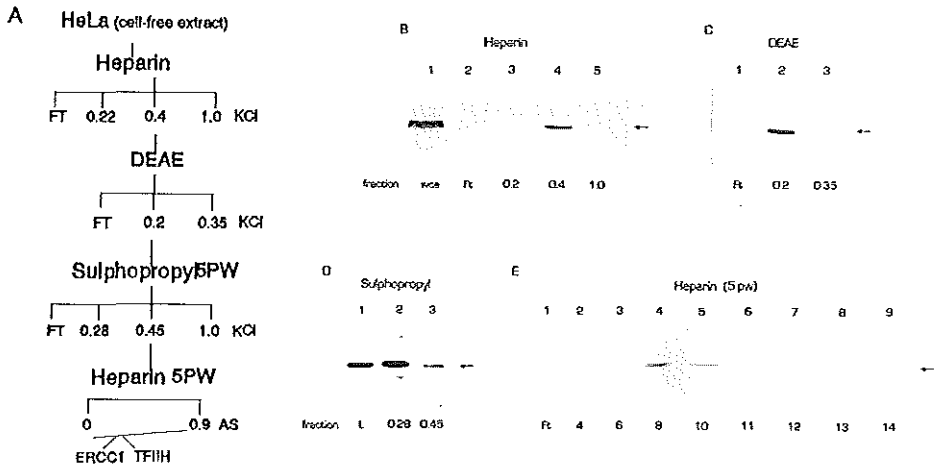 A
HeLa (cell-free extract)
Heparin
FT 0.22 0.4 1.0 KCl
DEAE
FT 0.2 0.35 KCl
Sulphopropyl 5PW
FT 0.28 0.45 1.0 KCl
Heparin 5PW
0 0.9 AS
ERCC1 TFIIH
B
Heparin
1 2 3 4 5
fraction wce Ft 0.2 0.4 1.0
C
DEAE
1 2 3
Ft 0.2 0.35
D
Sulphopropyl
1 2 3
fraction L 0.28 0.45
E
Heparin (5pw)
1 2 3 4 5 6 7 8 9
Ft 4 6 8 10 11 12 13 14